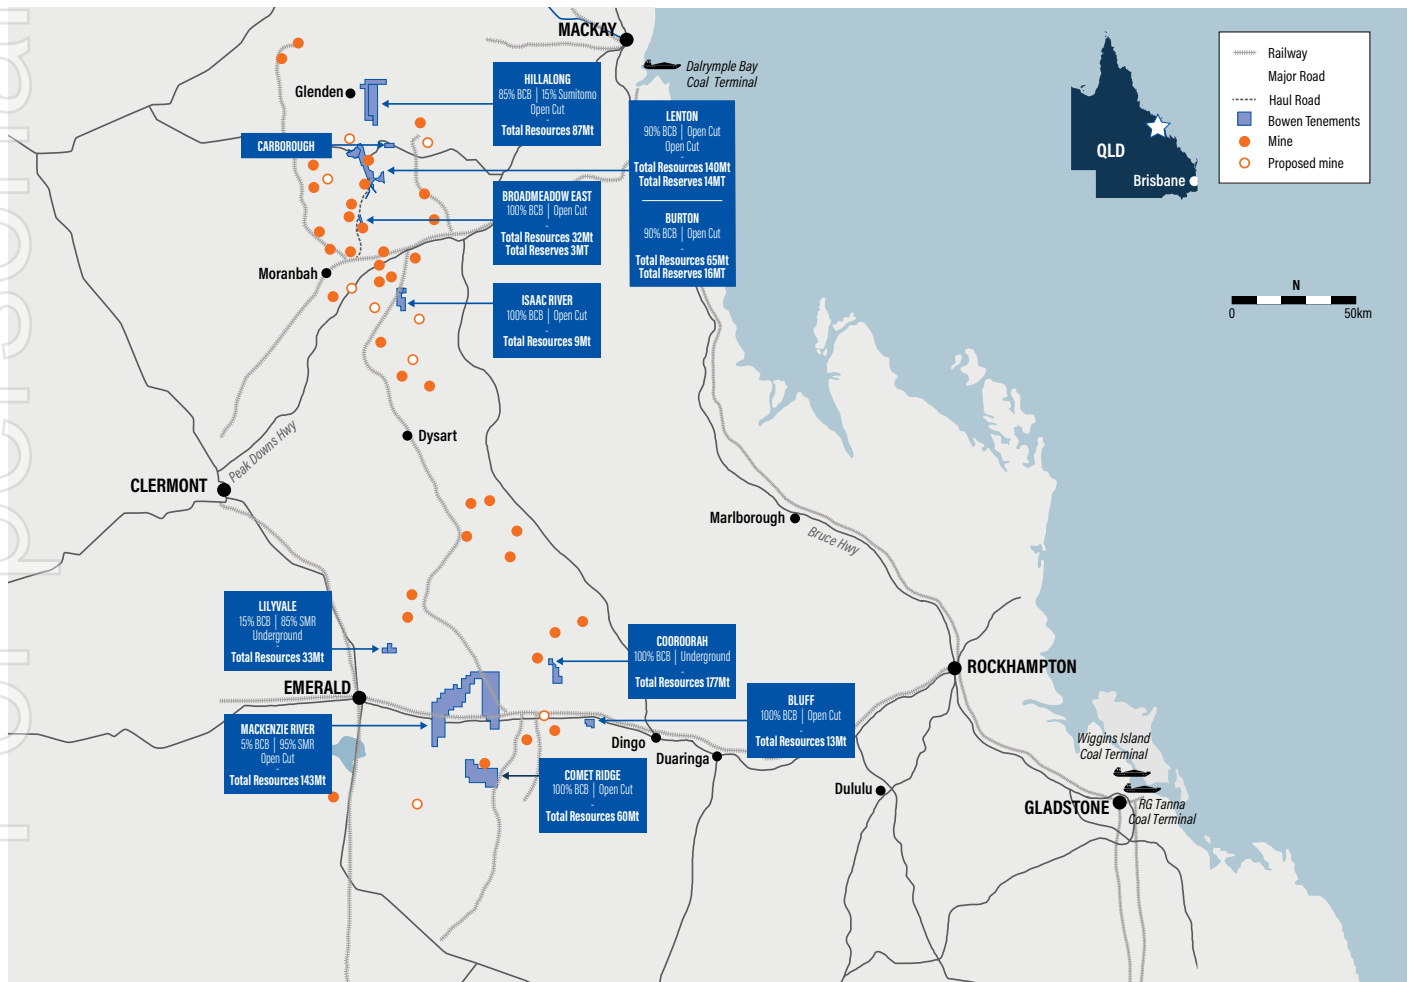 MACKAY
Dalrymple Bay
Coal Terminal
Glenden
HILLALONG
85% BCB | 15% Sumitomo
Open Cut
-
Total Resources 87Mt
CARBOROUGH
LENTON
90% BCB | Open Cut
Open Cut
-
Total Resources 140Mt
Total Reserves 14MT
BURTON
90% BCB | Open Cut
-
Total Resources 65Mt
Total Reserves 16MT
BROADMEADOW EAST
100% BCB | Open Cut
-
Total Resources 32Mt
Total Reserves 3MT
Moranbah
ISAAC RIVER
100% BCB | Open Cut
-
Total Resources 9Mt
QLD
Brisbane
Railway
Major Road
Haul Road
Bowen Tenements
Mine
Proposed mine
N
0 50km
Dysart
Peak Downs Hwy
CLERMONT
Marlborough
Bruce Hwy
LILYVALE
15% BCB | 85% SMR
Underground
-
Total Resources 33Mt
EMERALD
COOROORAH
100% BCB | Underground
-
Total Resources 177Mt
ROCKHAMPTON
MACKENZIE RIVER
5% BCB | 95% SMR
Open Cut
-
Total Resources 143Mt
BLUFF
100% BCB | Open Cut
-
Total Resources 13Mt
Dingo
Duaringa
COMET RIDGE
100% BCB | Open Cut
-
Total Resources 60Mt
Dululu
Wiggins Island
Coal Terminal
GLADSTONE
RG Tanna
Coal Terminal
personal